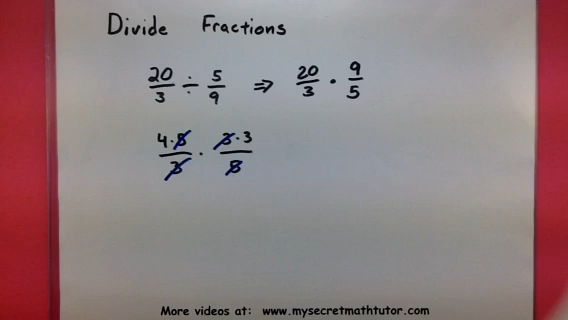 Divide Fractions
20/3 ÷ 5/9 ⇒ 20/3 · 9/5
4·5/3 · 3·3/5
More videos at: www.mysecretmathtutor.com